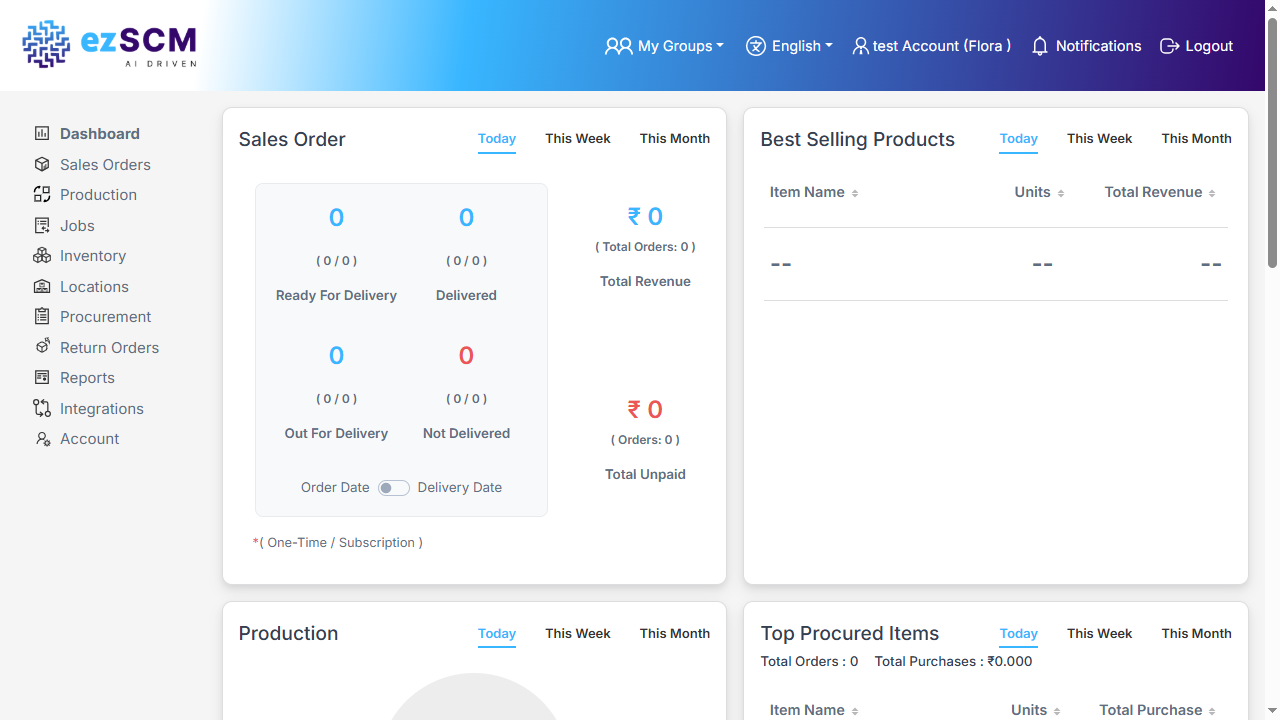 ezSCM
AI DRIVEN
My Groups
English
test Account (Flora )
Notifications
Logout
Dashboard
Sales Orders
Production
Jobs
Inventory
Locations
Procurement
Return Orders
Reports
Integrations
Account
Sales Order
Today This Week This Month
0 0
( 0 / 0 ) ( 0 / 0 )
Ready For Delivery Delivered
0 0
( 0 / 0 ) ( 0 / 0 )
Out For Delivery Not Delivered
Order Date Delivery Date
*( One-Time / Subscription )
₹ 0
( Total Orders: 0 )
Total Revenue
₹ 0
( Orders: 0 )
Total Unpaid
Best Selling Products
Today This Week This Month
Item Name Units Total Revenue
-- -- --
Production
Today This Week This Month
Top Procured Items
Today This Week This Month
Total Orders : 0 Total Purchases : ₹0.000
Item Name Units Total Purchase